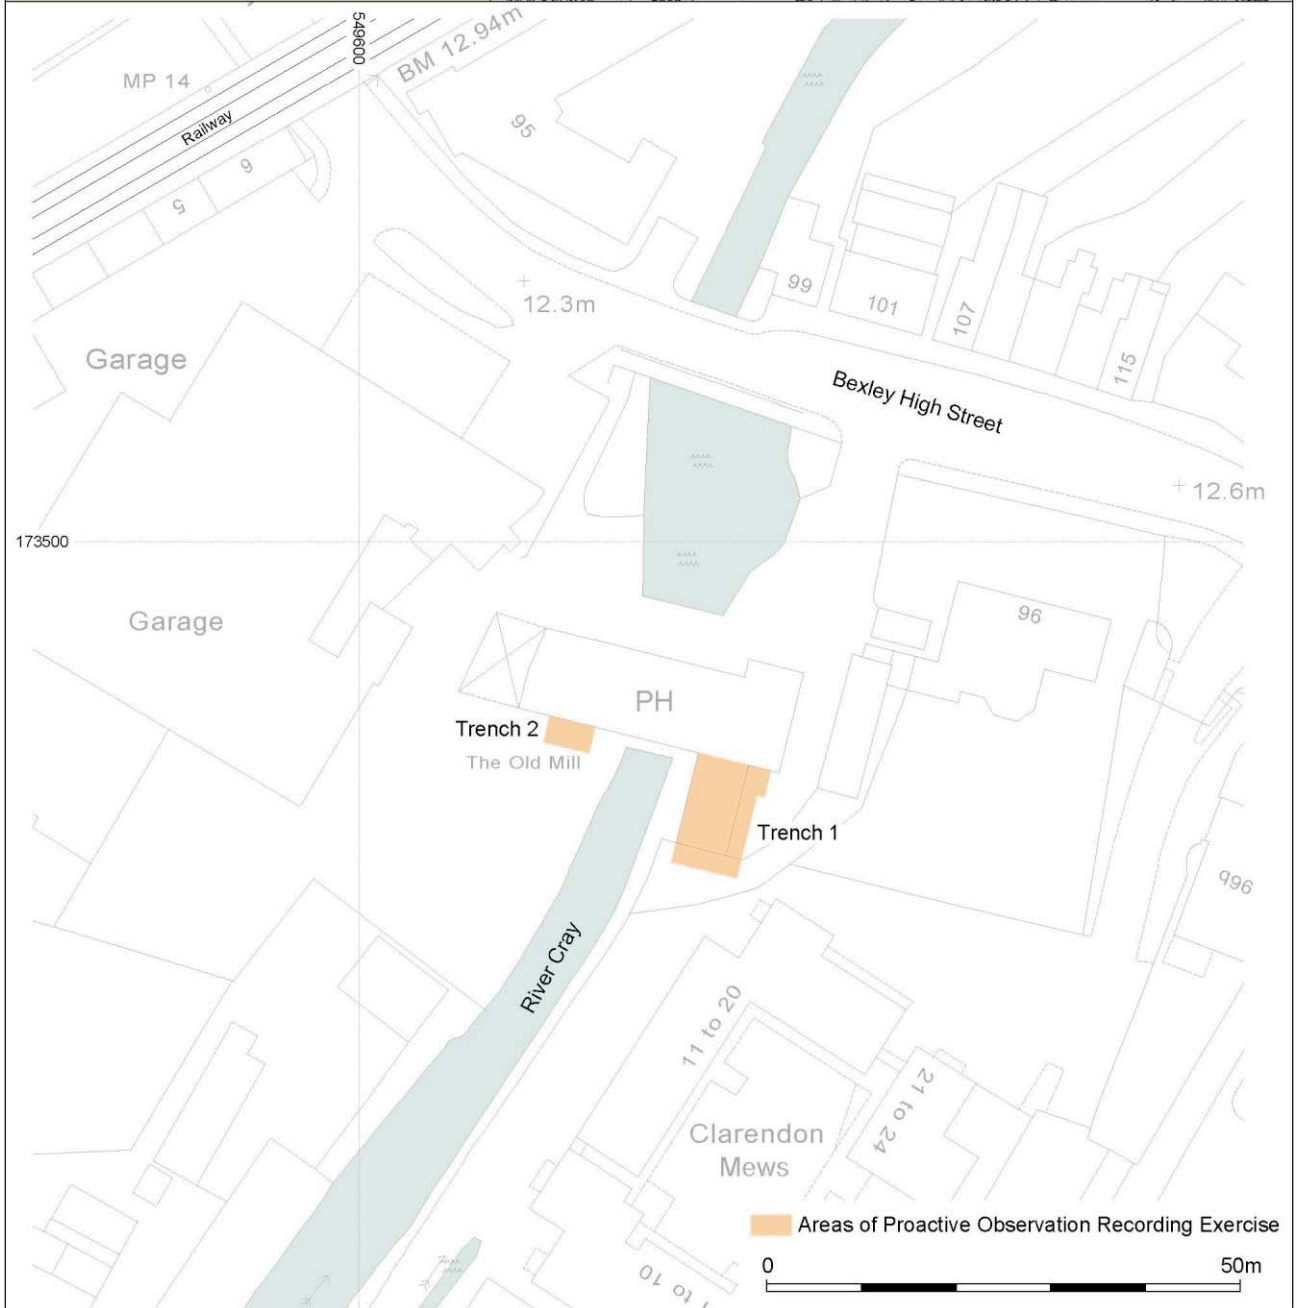 549600
BM 12.94m
MP 14
Railway
95
6
5
99
101
107
115
12.3m
Garage
Bexley High Street
12.6m
173500
96
Garage
PH
Trench 2
The Old Mill
Trench 1
96b
River Cray
11 to 20
21 to 24
Clarendon
Mews
Areas of Proactive Observation Recording Exercise
0
50m
to 10